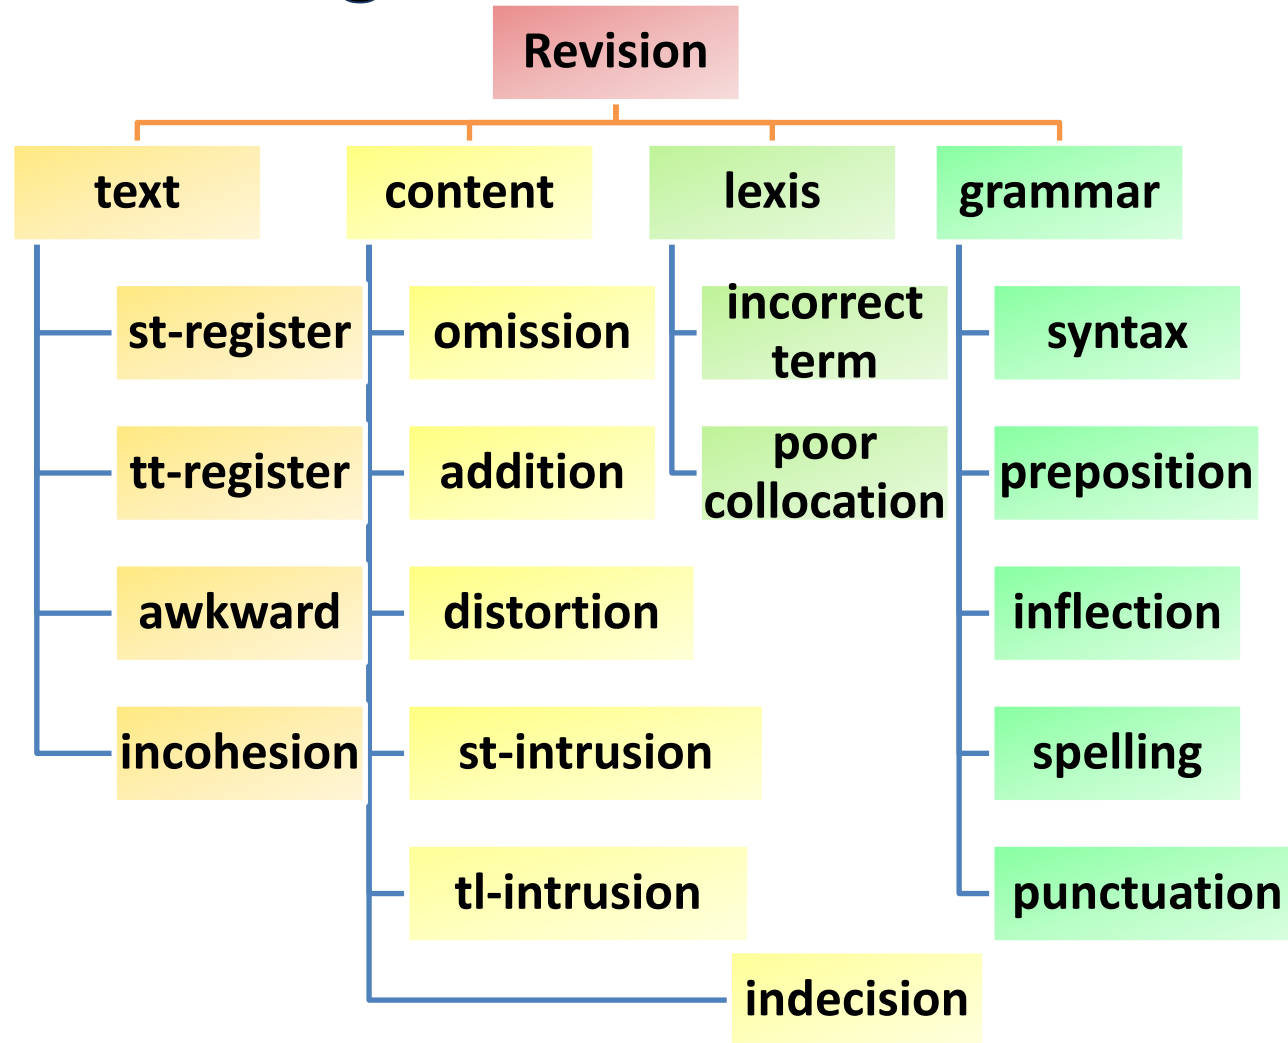 Revision
text
content
lexis
grammar
st-register
tt-register
awkward
incohesion
omission
addition
distortion
st-intrusion
tl-intrusion
indecision
incorrect
term
poor
collocation
syntax
preposition
inflection
spelling
punctuation